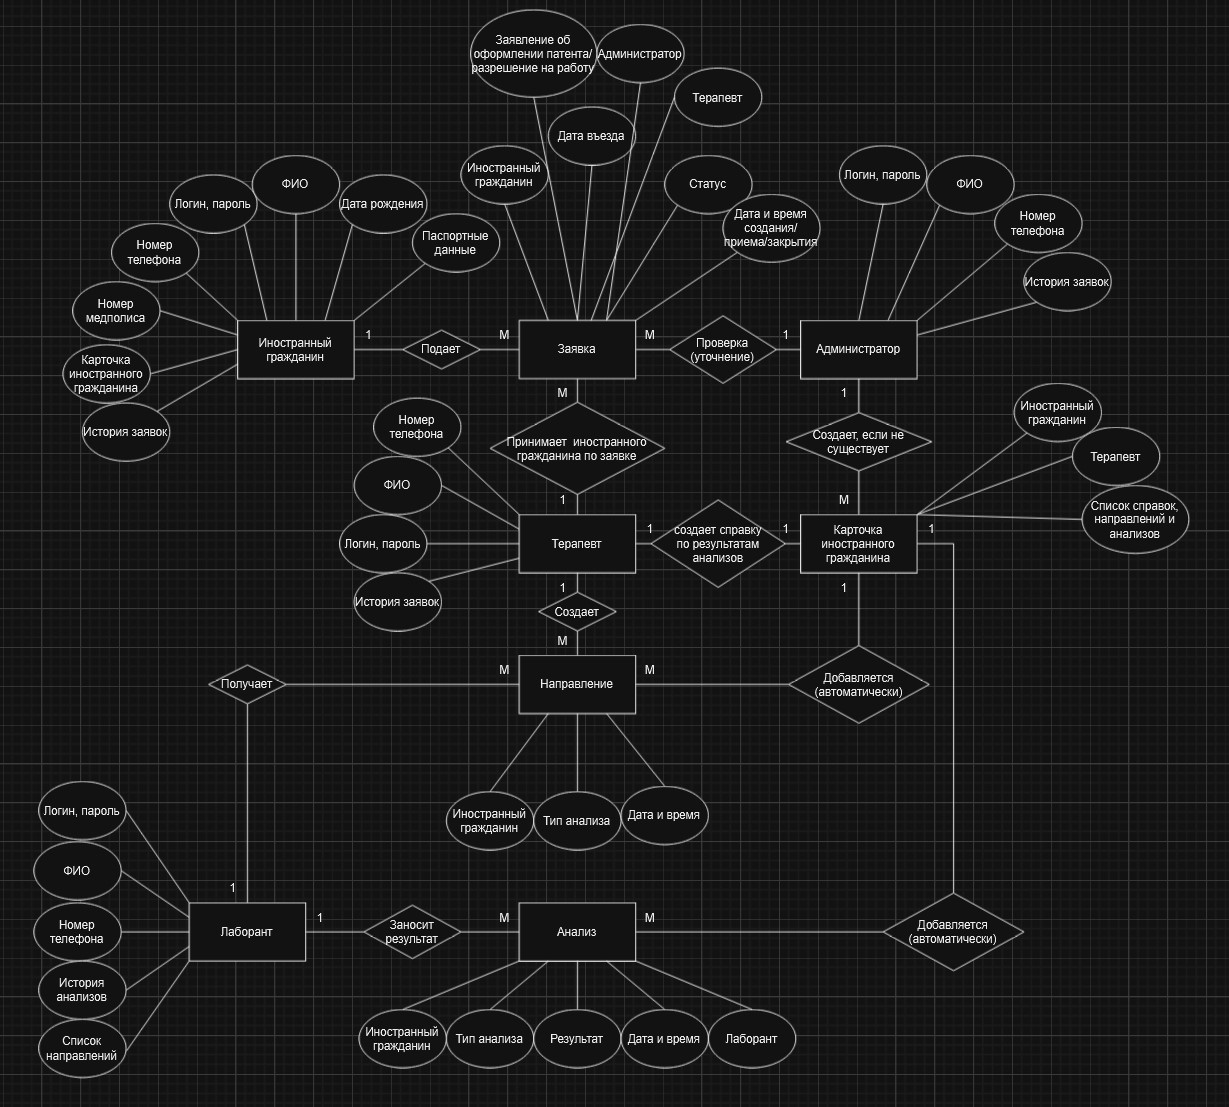 Заявление об
оформлении патента/
разрешение на работу
Администратор
Терапевт
Дата въезда
Иностранный
гражданин
Статус
Дата и время
создания/
приема/закрытия
ФИО
Логин, пароль
Дата рождения
Номер
телефона
Паспортные
данные
Номер
медполиса
Карточка
иностранного
гражданина
История заявок
Логин, пароль
ФИО
Номер
телефона
История заявок
Иностранный
гражданин
1
Подает
М
Заявка
М
Проверка
(уточнение)
1
Администратор
М
1
Номер
телефона
ФИО
Логин, пароль
История заявок
Принимает иностранного
гражданина по заявке
Создает, если не
существует
Иностранный
гражданин
Терапевт
Список справок,
направлений и
анализов
1
М
Терапевт
1
создает справку
по результатам
анализов
1
Карточка
иностранного
гражданина
1
1
1
Создает
М
Получает
М
Направление
М
Добавляется
(автоматически)
Иностранный
гражданин
Тип анализа
Дата и время
Логин, пароль
ФИО
Номер
телефона
История
анализов
Список
направлений
1
Лаборант
1
Заносит
результат
М
Анализ
М
Добавляется
(автоматически)
Иностранный
гражданин
Тип анализа
Результат
Дата и время
Лаборант